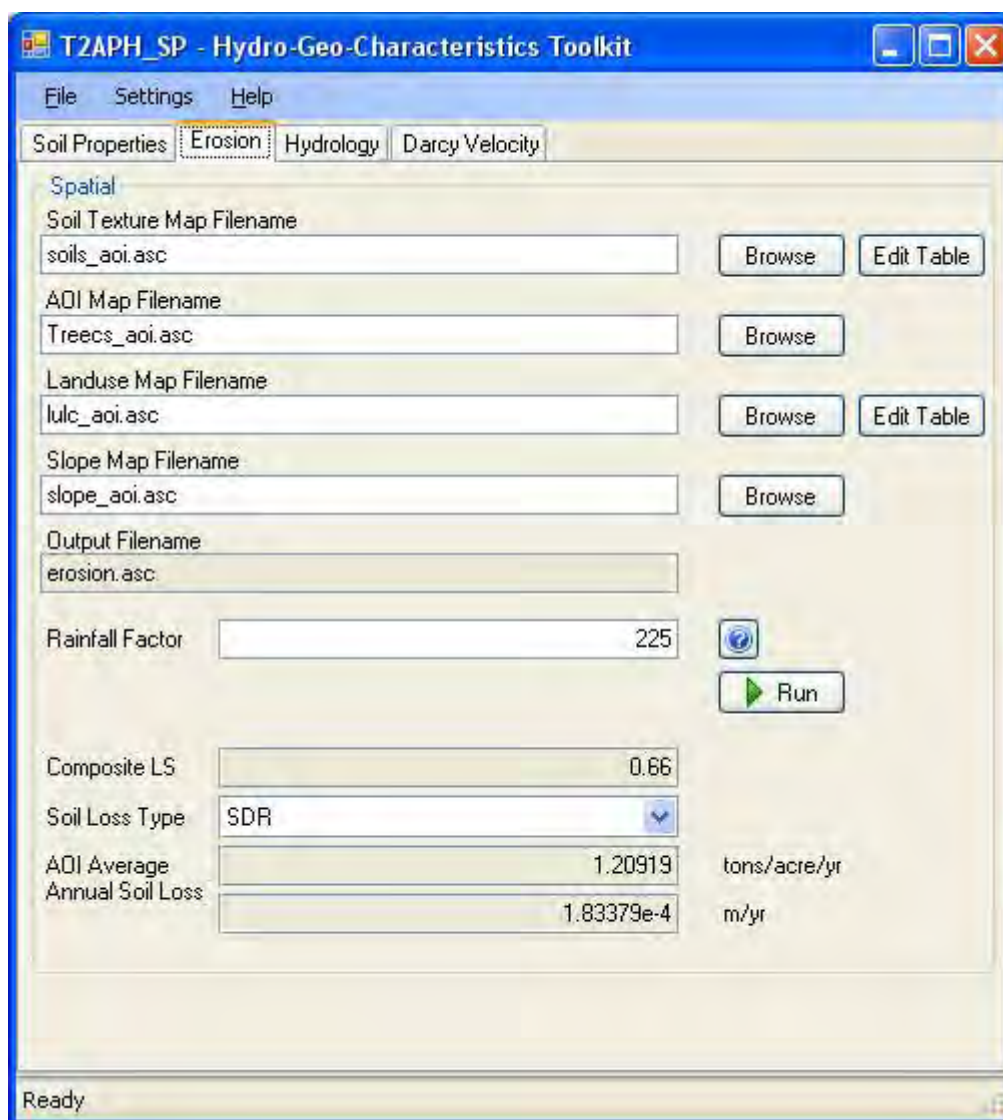 T2APH_SP - Hydro-Geo-Characteristics Toolkit
File Settings Help
Soil Properties Erosion Hydrology Darcy Velocity
Spatial
Soil Texture Map Filename
soils_aoi.asc Browse Edit Table
AOI Map Filename
Treecs_aoi.asc Browse
Landuse Map Filename
lulc_aoi.asc Browse Edit Table
Slope Map Filename
slope_aoi.asc Browse
Output Filename
erosion.asc
Rainfall Factor 225 ?
Run
Composite LS 0.66
Soil Loss Type SDR
AOI Average 1.20919 tons/acre/yr
Annual Soil Loss
1.83379e-4 m/yr
Ready